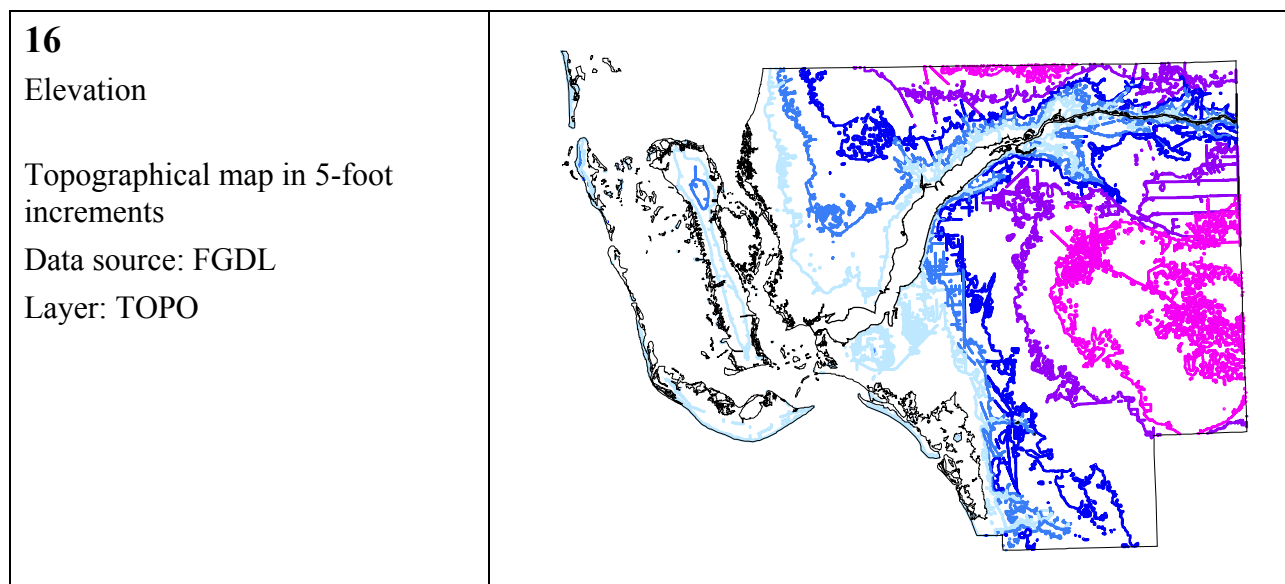 16
Elevation
Topographical map in 5-foot
increments
Data source: FGDL
Layer: TOPO